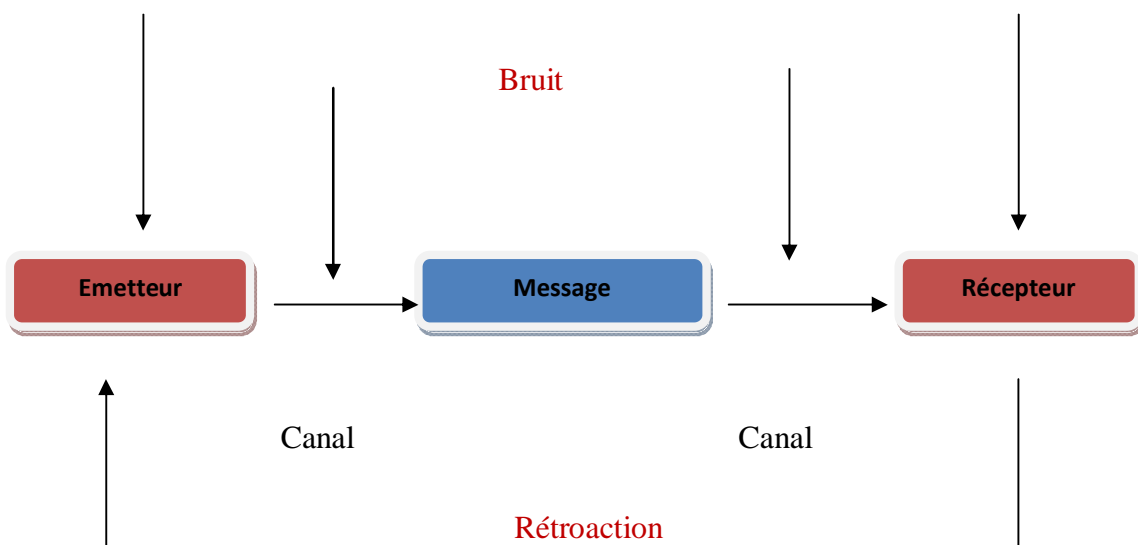 Bruit
Emetteur
Message
Récepteur
Canal
Canal
Rétroaction